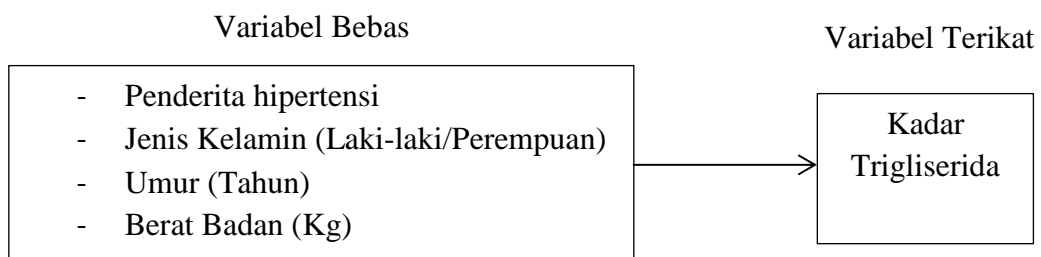 Variabel Bebas
Variabel Terikat
- Penderita hipertensi
- Jenis Kelamin (Laki-laki/Perempuan)
- Umur (Tahun)
- Berat Badan (Kg)
Kadar
Trigliserida